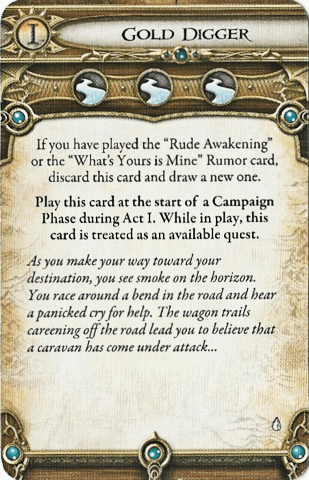 I
GOLD DIGGER
If you have played the “Rude Awakening”
or the “What’s Yours is Mine” Rumor card,
discard this card and draw a new one.
Play this card at the start of a Campaign
Phase during Act I. While in play, this
card is treated as an available quest.
As you make your way toward your
destination, you see smoke on the horizon.
You race around a bend in the road and hear
a panicked cry for help. The wagon trails
careening off the road lead you to believe that
a caravan has come under attack...